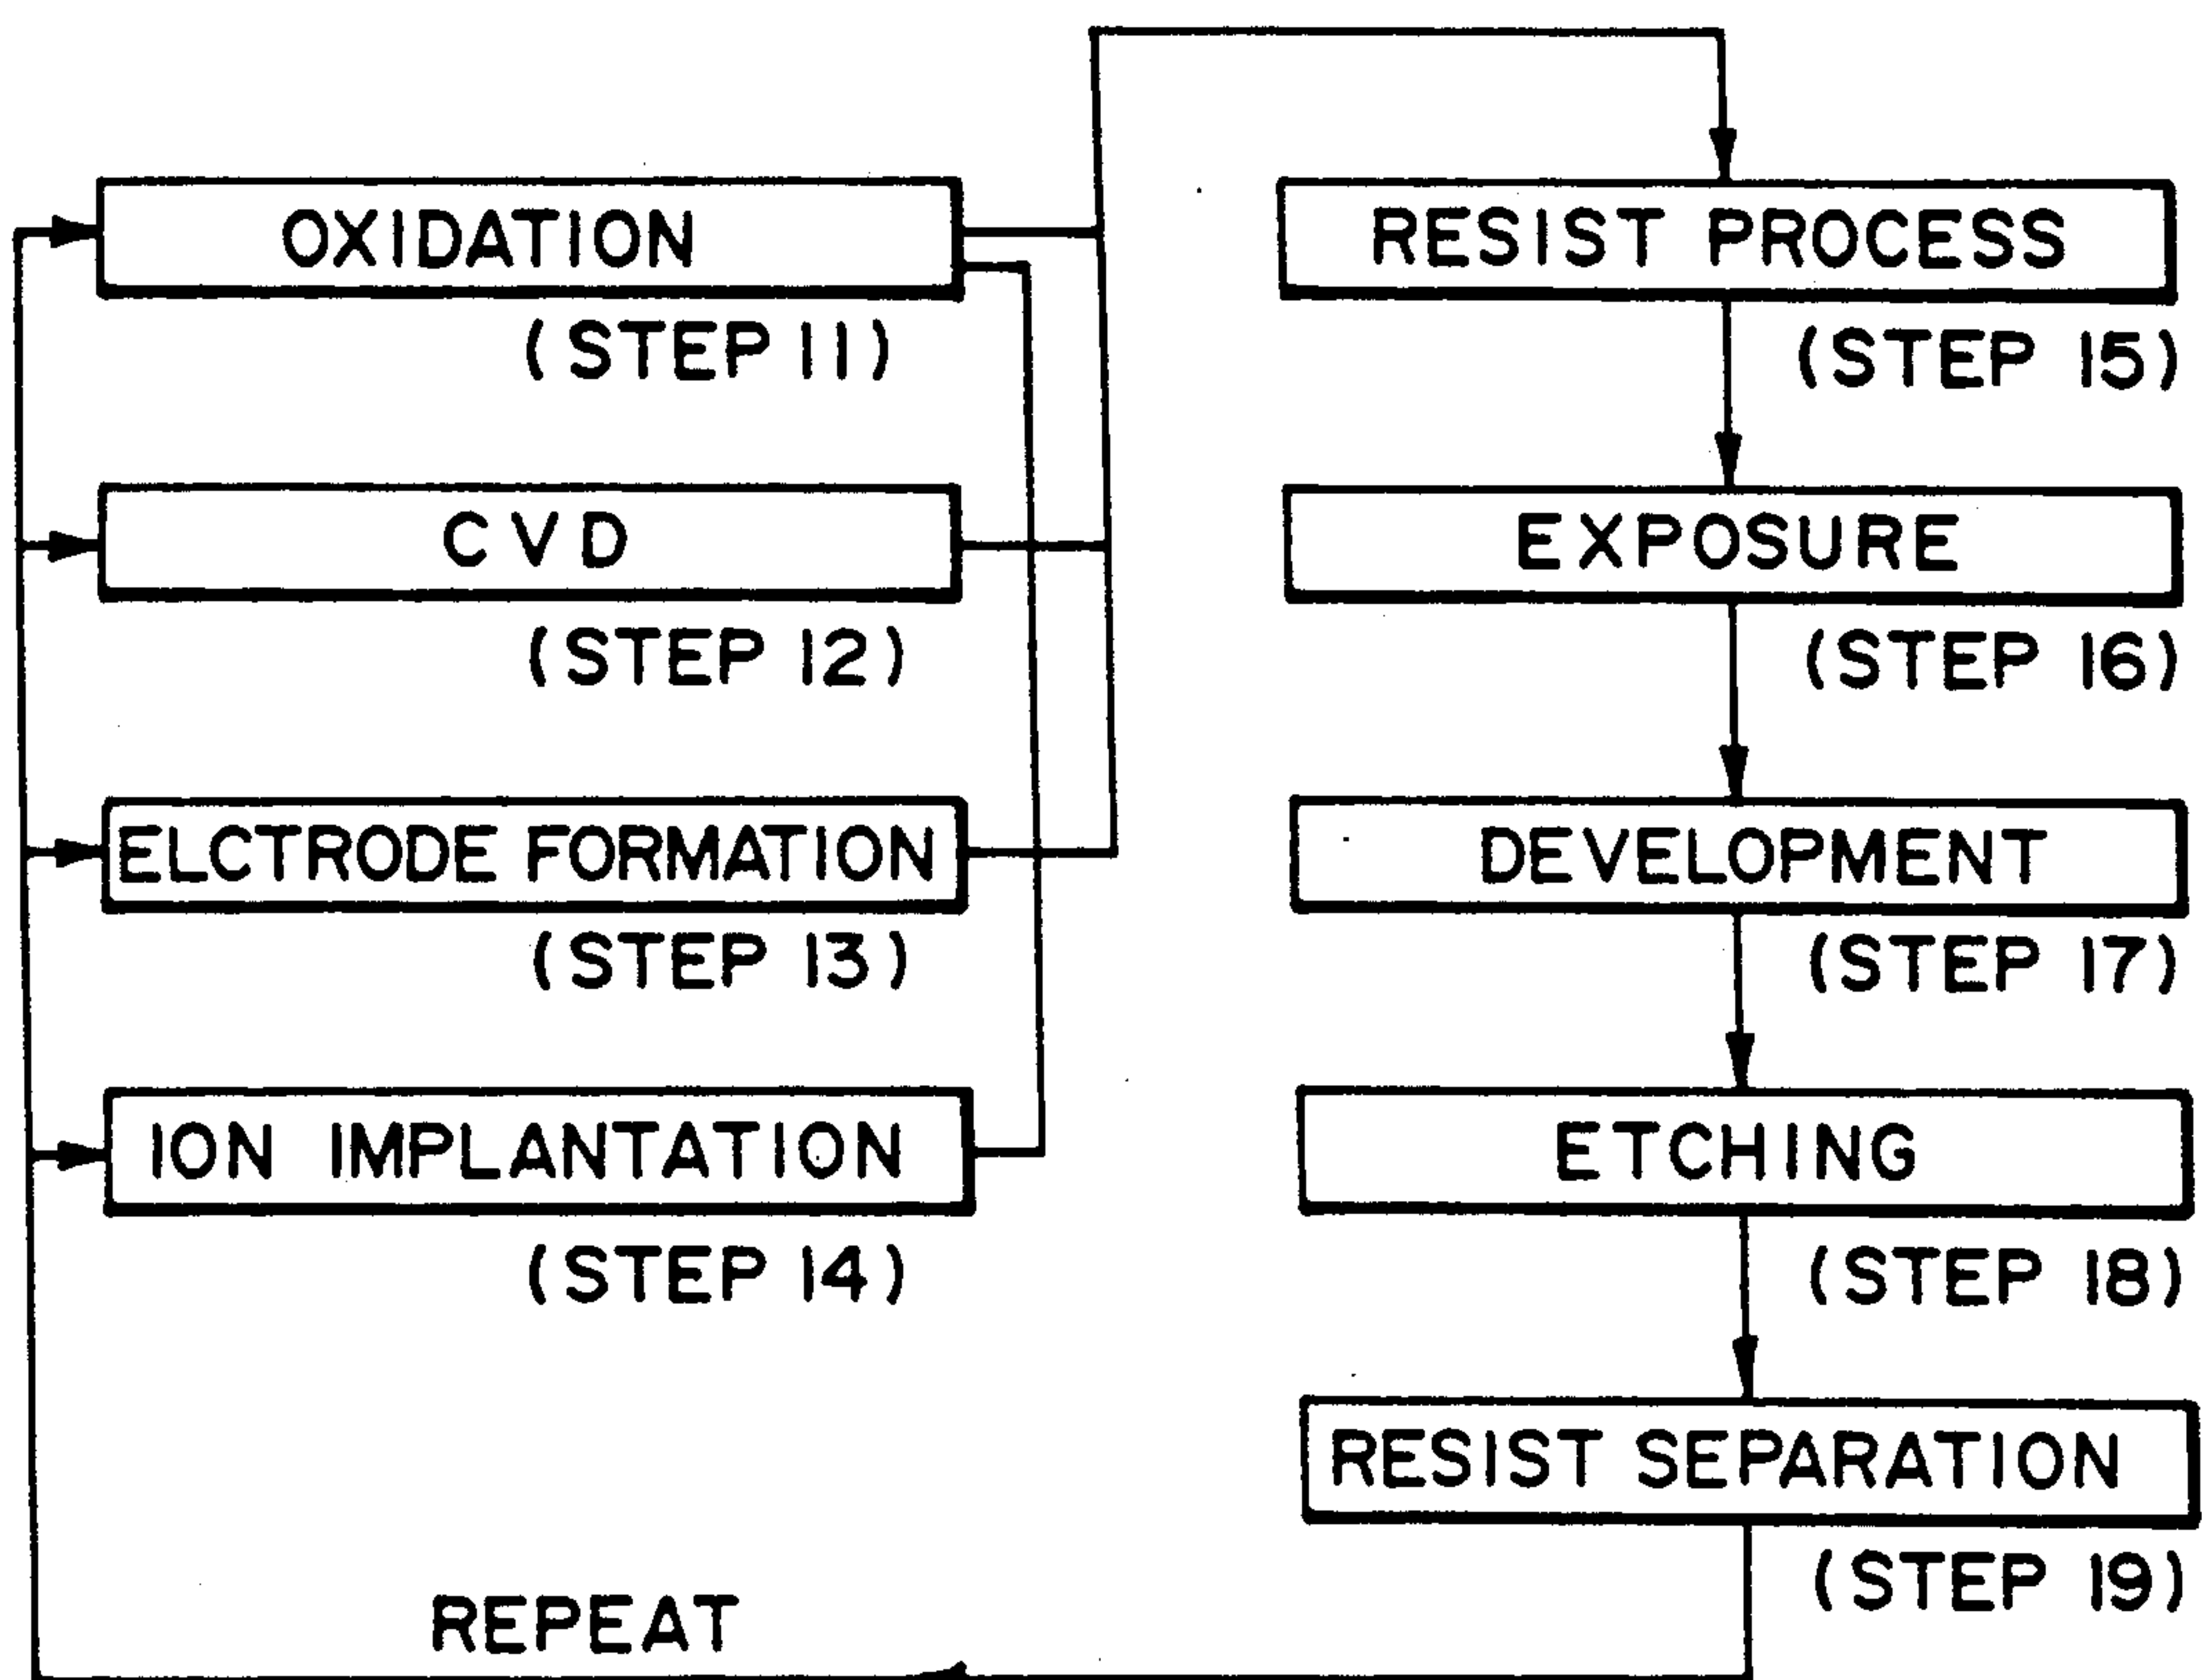 OXIDATION
(STEP 11)
CVD
(STEP 12)
ELCTRODE FORMATION
(STEP 13)
ION IMPLANTATION
(STEP 14)
RESIST PROCESS
(STEP 15)
EXPOSURE
(STEP 16)
DEVELOPMENT
(STEP 17)
ETCHING
(STEP 18)
RESIST SEPARATION
(STEP 19)
REPEAT